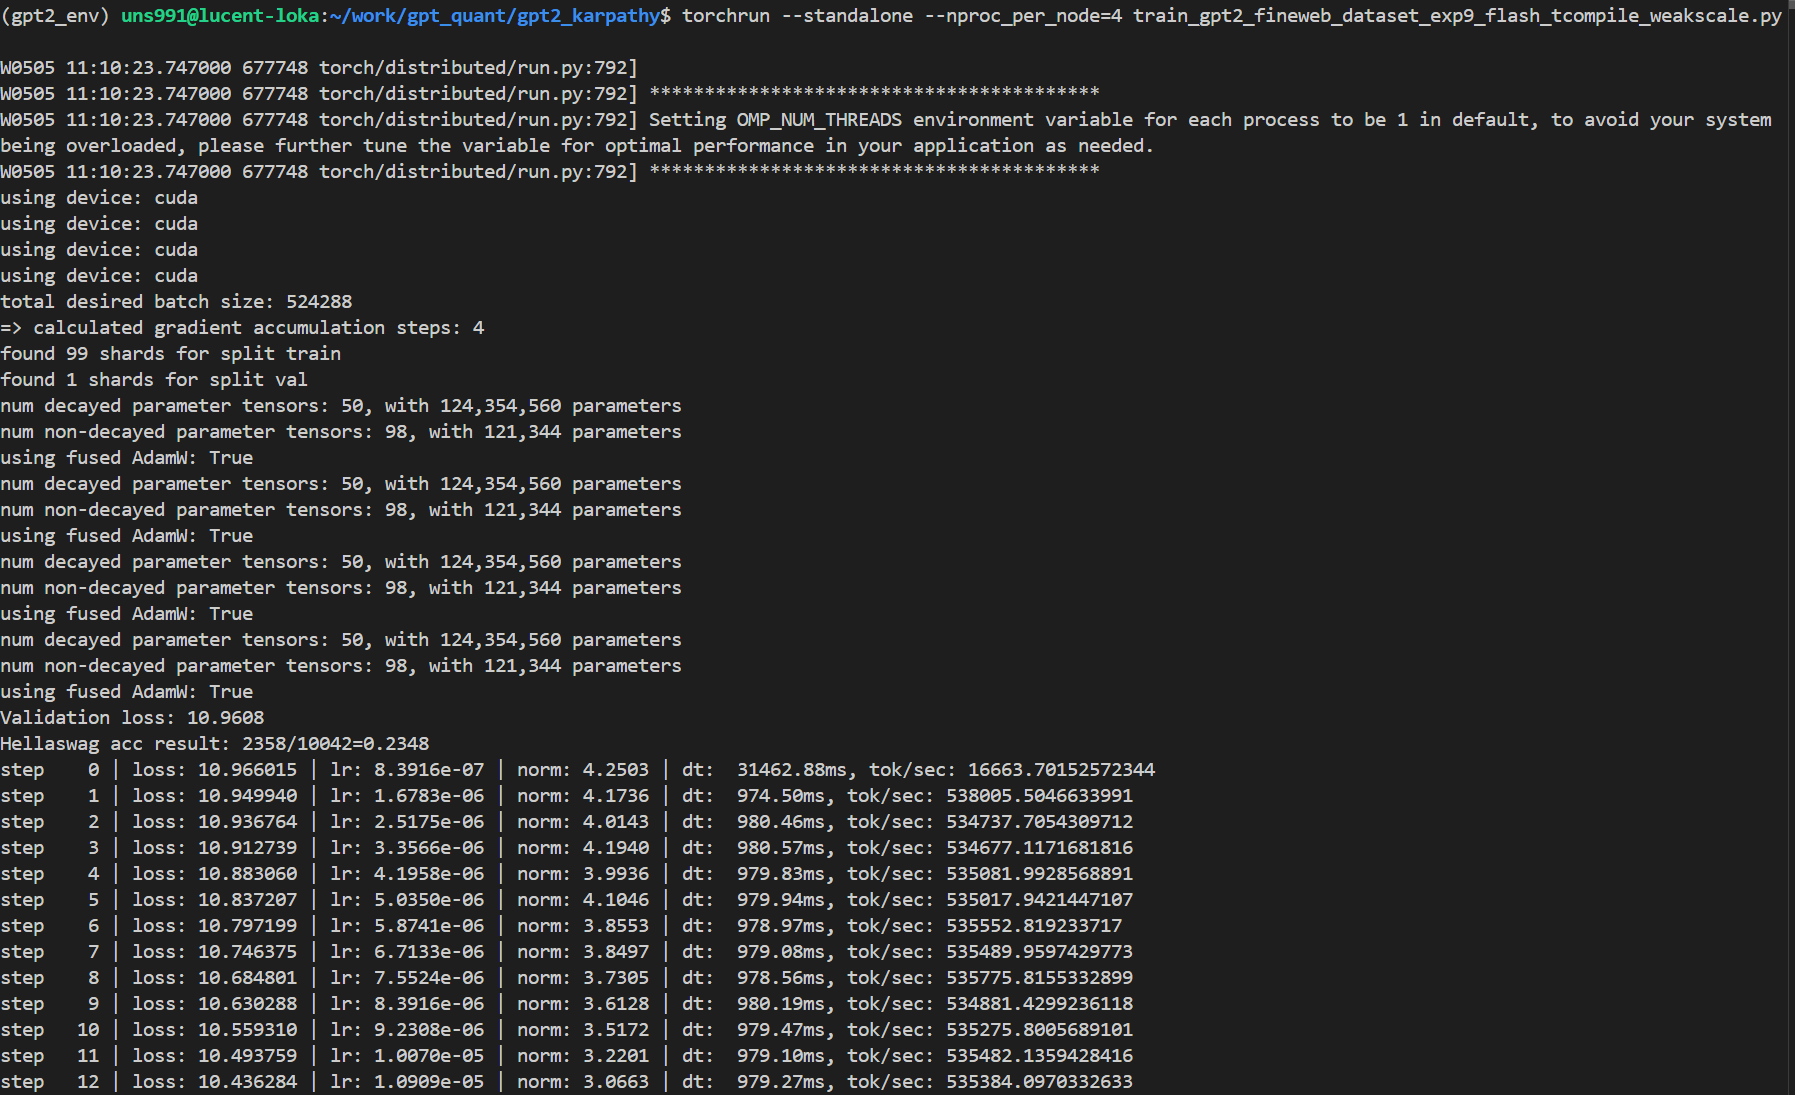 (gpt2_env) uns991@lucent-loka:~/work/gpt_quant/gpt2_karpathy$ torchrun --standalone --nproc_per_node=4 train_gpt2_fineweb_dataset_exp9_flash_tcompile_weakscale.py
W0505 11:10:23.747000 677748 torch/distributed/run.py:792]
W0505 11:10:23.747000 677748 torch/distributed/run.py:792] *****************************************
W0505 11:10:23.747000 677748 torch/distributed/run.py:792] Setting OMP_NUM_THREADS environment variable for each process to be 1 in default, to avoid your system
being overloaded, please further tune the variable for optimal performance in your application as needed.
W0505 11:10:23.747000 677748 torch/distributed/run.py:792] *****************************************
using device: cuda
using device: cuda
using device: cuda
using device: cuda
total desired batch size: 524288
=> calculated gradient accumulation steps: 4
found 99 shards for split train
found 1 shards for split val
num decayed parameter tensors: 50, with 124,354,560 parameters
num non-decayed parameter tensors: 98, with 121,344 parameters
using fused AdamW: True
num decayed parameter tensors: 50, with 124,354,560 parameters
num non-decayed parameter tensors: 98, with 121,344 parameters
using fused AdamW: True
num decayed parameter tensors: 50, with 124,354,560 parameters
num non-decayed parameter tensors: 98, with 121,344 parameters
using fused AdamW: True
num decayed parameter tensors: 50, with 124,354,560 parameters
num non-decayed parameter tensors: 98, with 121,344 parameters
using fused AdamW: True
Validation loss: 10.9608
Hellaswag acc result: 2358/10042=0.2348
step    0 | loss: 10.966015 | lr: 8.3916e-07 | norm: 4.2503 | dt:  31462.88ms, tok/sec: 16663.70152572344
step    1 | loss: 10.949940 | lr: 1.6783e-06 | norm: 4.1736 | dt:  974.50ms, tok/sec: 538005.5046633991
step    2 | loss: 10.936764 | lr: 2.5175e-06 | norm: 4.0143 | dt:  980.46ms, tok/sec: 534737.7054309712
step    3 | loss: 10.912739 | lr: 3.3566e-06 | norm: 4.1940 | dt:  980.57ms, tok/sec: 534677.1171681816
step    4 | loss: 10.883060 | lr: 4.1958e-06 | norm: 3.9936 | dt:  979.83ms, tok/sec: 535081.9928568891
step    5 | loss: 10.837207 | lr: 5.0350e-06 | norm: 4.1046 | dt:  979.94ms, tok/sec: 535017.9421447107
step    6 | loss: 10.797199 | lr: 5.8741e-06 | norm: 3.8553 | dt:  978.97ms, tok/sec: 535552.819233717
step    7 | loss: 10.746375 | lr: 6.7133e-06 | norm: 3.8497 | dt:  979.08ms, tok/sec: 535489.9597429773
step    8 | loss: 10.684801 | lr: 7.5524e-06 | norm: 3.7305 | dt:  978.56ms, tok/sec: 535775.8155332899
step    9 | loss: 10.630288 | lr: 8.3916e-06 | norm: 3.6128 | dt:  980.19ms, tok/sec: 534881.4299236118
step   10 | loss: 10.559310 | lr: 9.2308e-06 | norm: 3.5172 | dt:  979.47ms, tok/sec: 535275.8005689101
step   11 | loss: 10.493759 | lr: 1.0070e-05 | norm: 3.2201 | dt:  979.10ms, tok/sec: 535482.1359428416
step   12 | loss: 10.436284 | lr: 1.0909e-05 | norm: 3.0663 | dt:  979.27ms, tok/sec: 535384.0970332633